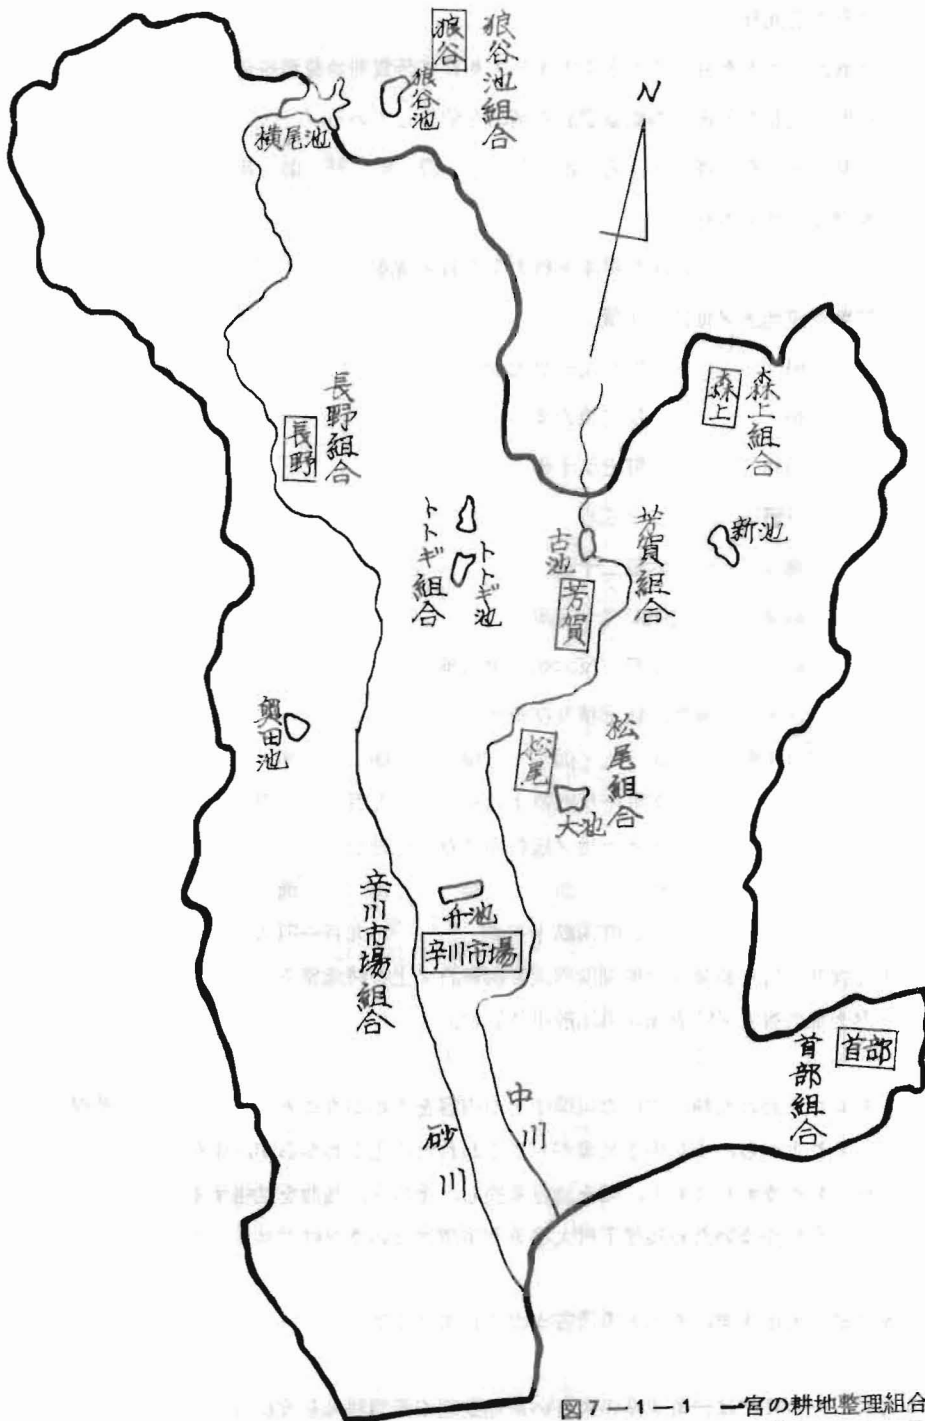 狼谷
狼谷池組合
狼谷池
横尾池
N
長野組合
長野
森上
森上組合
新池
トトギ組合
トトギ池
古池
芳賀
芳賀組合
奥田池
松尾
松尾組合
大池
弁池
辛川市場
辛川市場組合
首部
首部組合
中川
砂川
図7—1—1 一宮の耕地整理組合